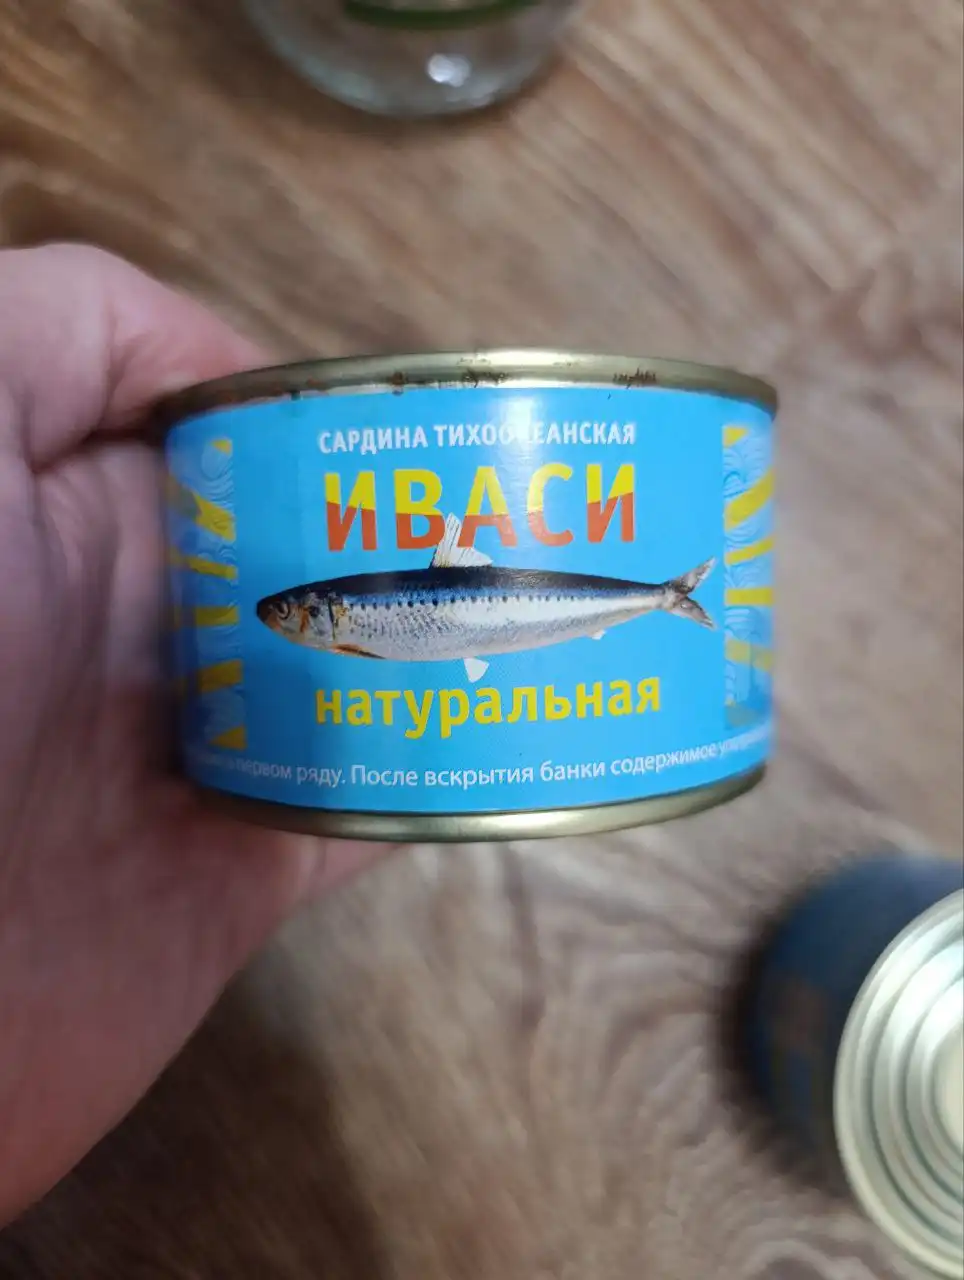 САРДИНА ТИХООКЕАНСКАЯ
ИВАСИ
натуральная
первом ряду. После вскрытия банки содержимое